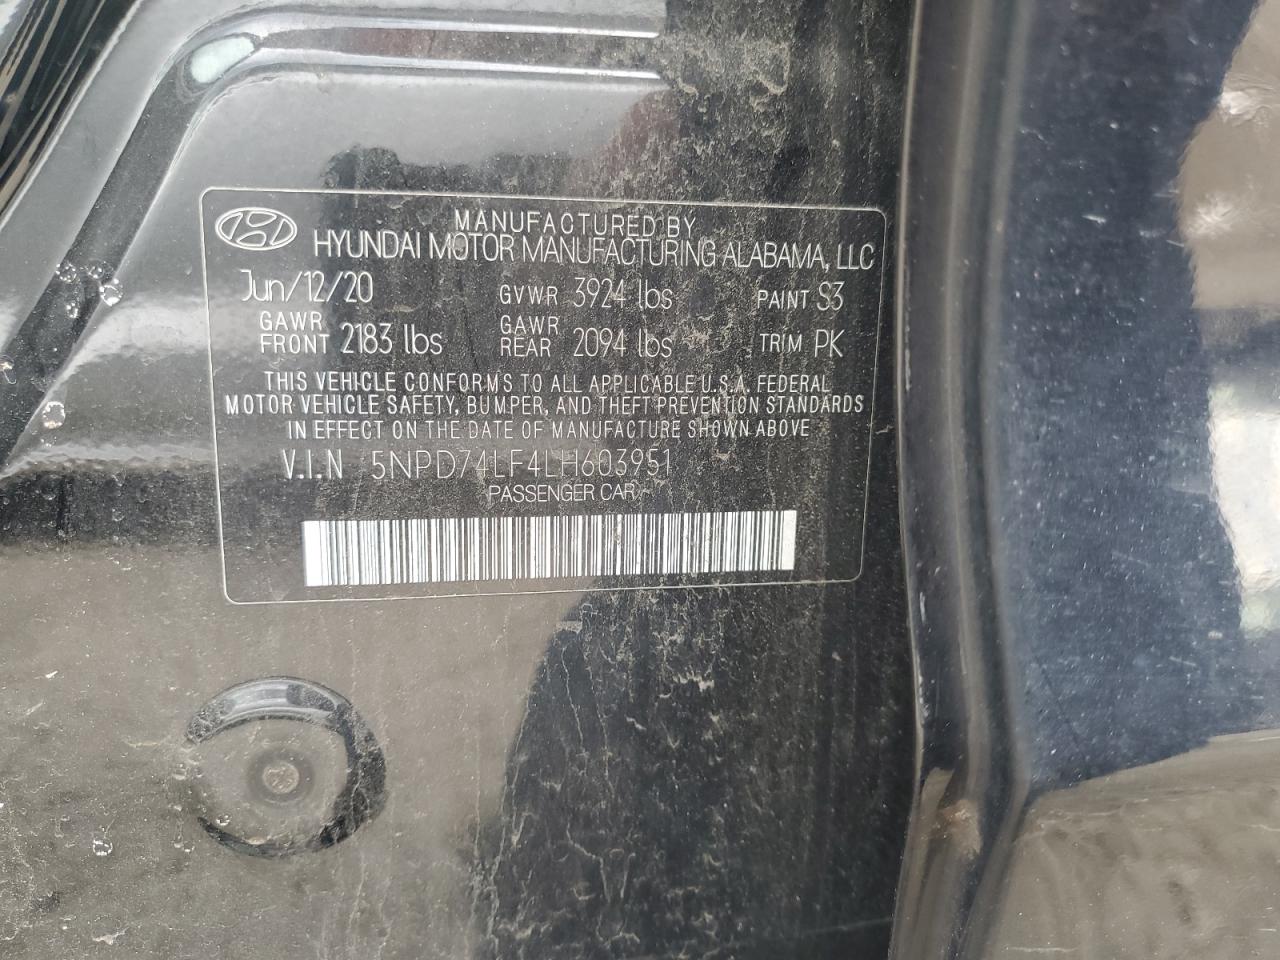 MANUFACTURED BY
HYUNDAI MOTOR MANUFACTURING ALABAMA, LLC
Jun/12/20 GVWR 3924 lbs PAINT S3
GAWR FRONT 2183 lbs GAWR REAR 2094 lbs TRIM PK
THIS VEHICLE CONFORMS TO ALL APPLICABLE U.S.A. FEDERAL
MOTOR VEHICLE SAFETY, BUMPER, AND THEFT PREVENTION STANDARDS
IN EFFECT ON THE DATE OF MANUFACTURE SHOWN ABOVE
V.I.N 5NPD74LF4LH603951
PASSENGER CAR